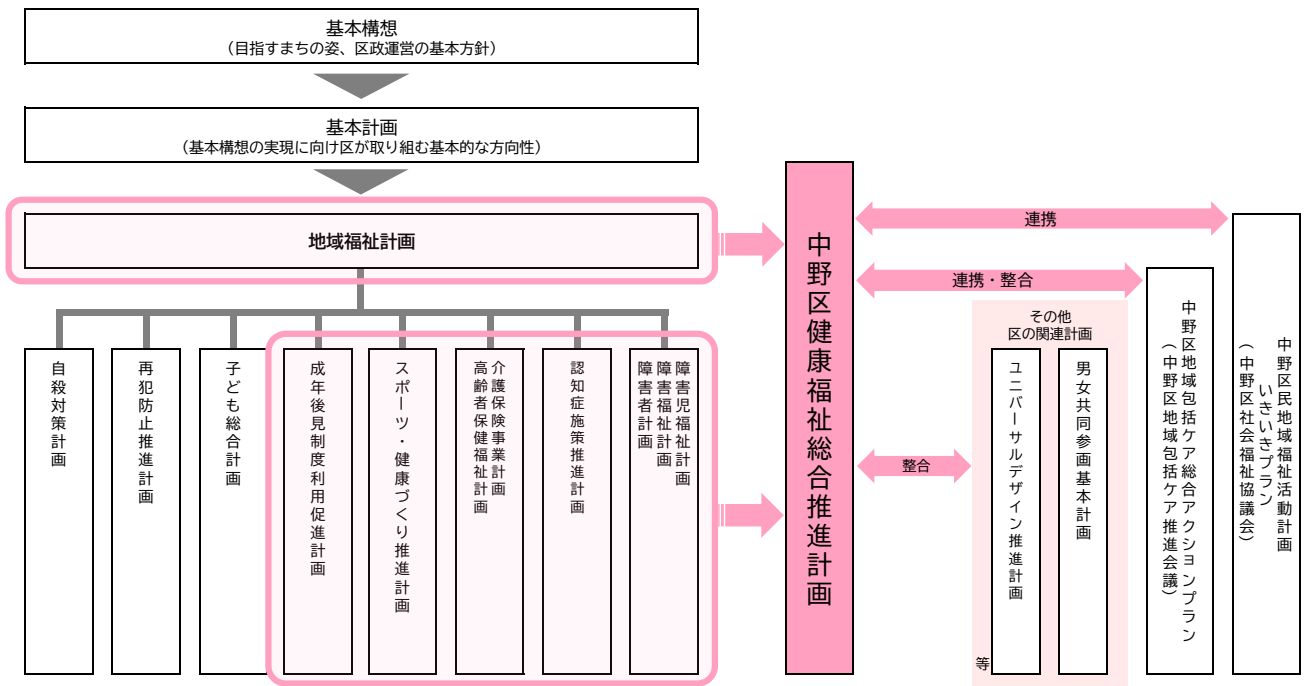 基本構想
（目指すまちの姿、区政運営の基本方針）
基本計画
（基本構想の実現に向け区が取り組む基本的な方向性）
地域福祉計画
自殺対策計画
再犯防止推進計画
子ども総合計画
成年後見制度利用促進計画
スポーツ・健康づくり推進計画
介護保険事業計画
高齢者保健福祉計画
認知症施策推進計画
障害児福祉計画
障害福祉計画
障害者計画
中野区健康福祉総合推進計画
連携
連携・整合
整合
その他
区の関連計画
ユニバーサルデザイン推進計画
男女共同参画基本計画
等
中野区地域包括ケア総合アクションプラン
（中野区地域包括ケア推進会議）
中野区民地域福祉活動計画
いきいきプラン
（中野区社会福祉協議会）